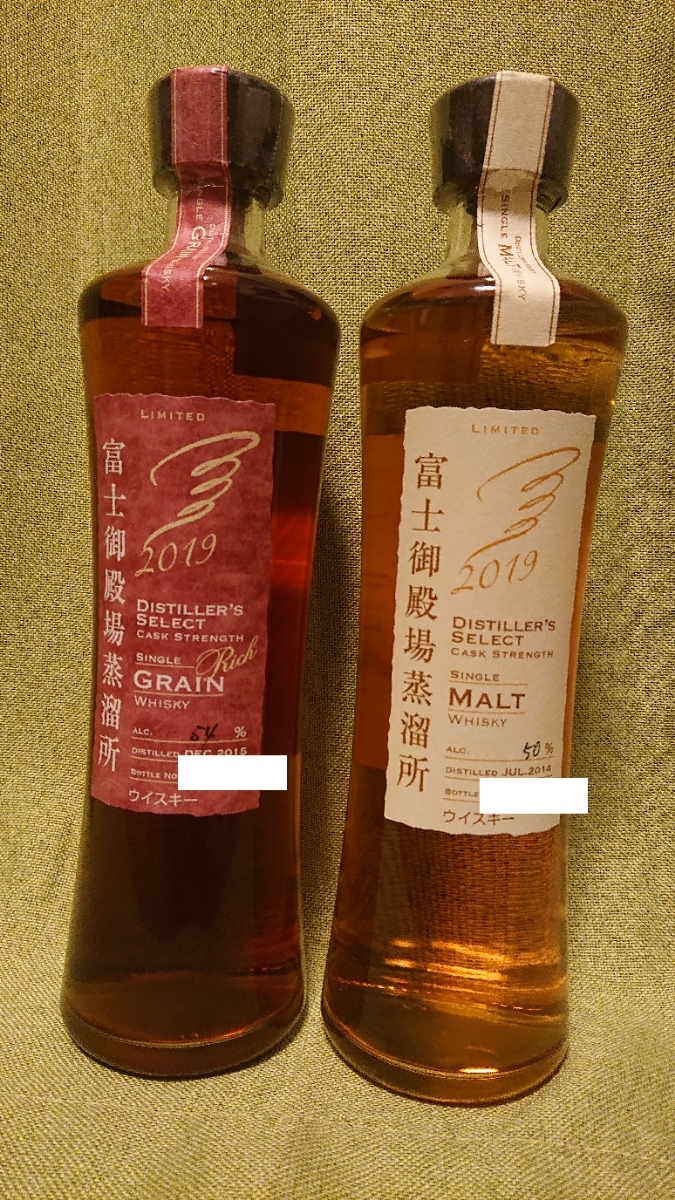 SINGLE GRAIN WHISKY
LIMITED
富士御殿場蒸溜所
2019
DISTILLER'S
SELECT
CASK STRENGTH
SINGLE Rich
GRAIN
WHISKY
ALC. 54 %
DISTILLED DEC.2015
BOTTLE No
ウイスキー
DISTILLERY
SINGLE MALT WHISKY
LIMITED
富士御殿場蒸溜所
2019
DISTILLER'S
SELECT
CASK STRENGTH
SINGLE
MALT
WHISKY
ALC. 50 %
DISTILLED JUL.2014
BOTTLE
ウイスキー